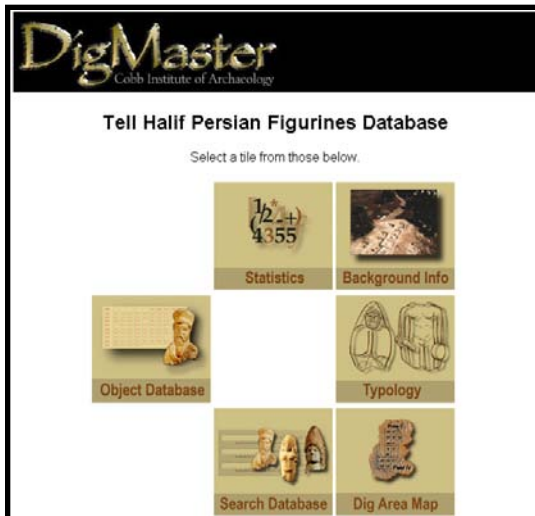 DigMaster
Cobb Institute of Archaeology
Tell Halif Persian Figurines Database
Select a tile from those below.
Statistics
Background Info
Object Database
Typology
Search Database
Dig Area Map